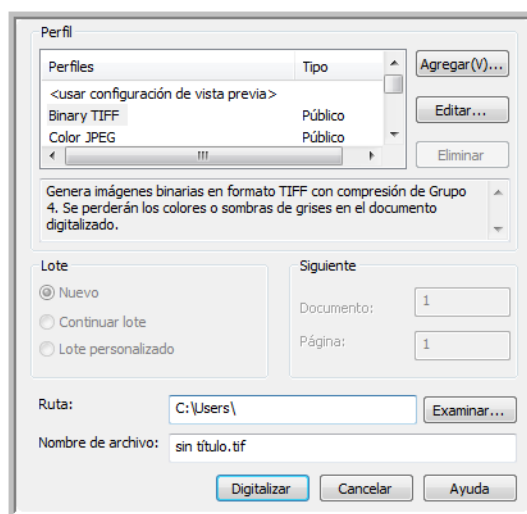 Perfil
Perfiles Tipo
<usar configuración de vista previa>
Binary TIFF Público
Color JPEG Público
Agregar(V)...
Editar...
Eliminar
Genera imágenes binarias en formato TIFF con compresión de Grupo
4. Se perderán los colores o sombras de grises en el documento
digitalizado.
Lote
Nuevo
Continuar lote
Lote personalizado
Siguiente
Documento: 1
Página: 1
Ruta: C:\Users\ Examinar...
Nombre de archivo: sin título.tif
Digitalizar Cancelar Ayuda